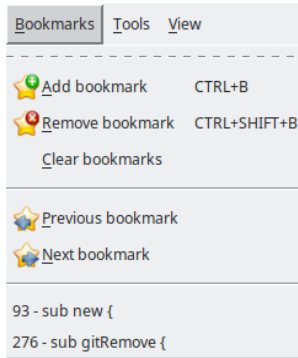 Bookmarks Tools View
Add bookmark CTRL+B
Remove bookmark CTRL+SHIFT+B
Clear bookmarks
Previous bookmark
Next bookmark
93 - sub new {
276 - sub gitRemove {